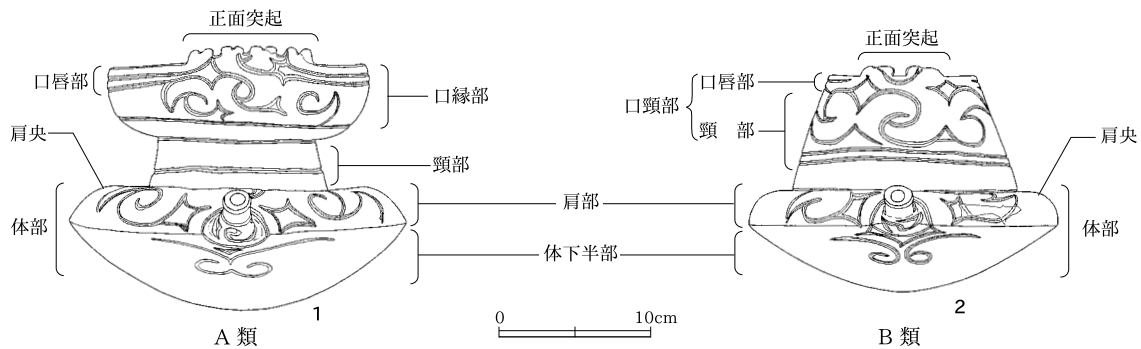 正面突起
口唇部
口縁部
肩央
頸部
体部
肩部
体下半部
1
A 類
0 10cm
正面突起
口唇部
口頸部
頸 部
肩央
体部
2
B 類